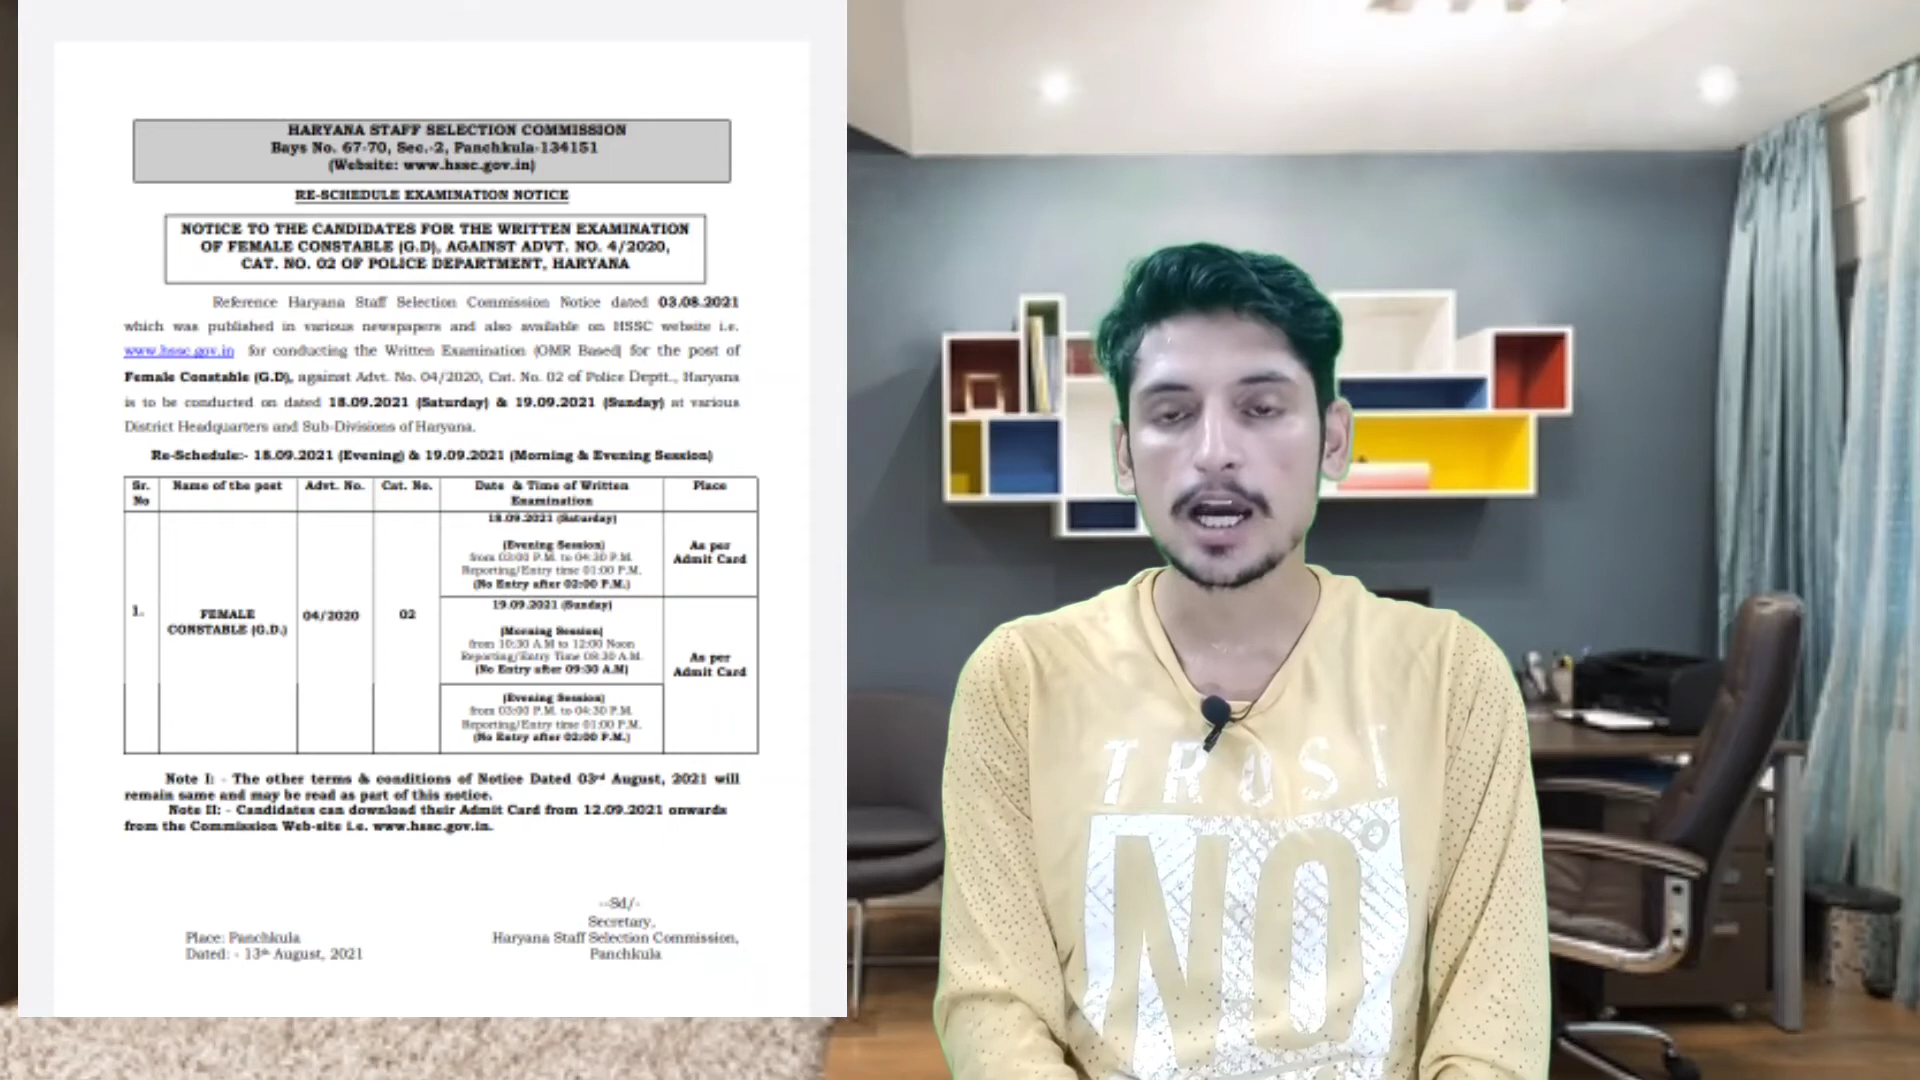 HARYANA STAFF SELECTION COMMISSION
Bays No. 67-70, Sec.-2, Panchkula-134151
(Website: www.hssc.gov.in)
RE-SCHEDULE EXAMINATION NOTICE
NOTICE TO THE CANDIDATES FOR THE WRITTEN EXAMINATION
OF FEMALE CONSTABLE (G.D), AGAINST ADVT. NO. 4/2020,
CAT. NO. 02 OF POLICE DEPARTMENT, HARYANA
Reference Haryana Staff Selection Commission Notice dated 03.08.2021
which was published in various newspapers and also available on HSSC website i.e.
www.hssc.gov.in for conducting the Written Examination (OMR Based) for the post of
Female Constable (G.D), against Advt. No. 04/2020, Cat. No. 02 of Police Deptt., Haryana
is to be conducted on dated 18.09.2021 (Saturday) & 19.09.2021 (Sunday) at various
District Headquarters and Sub-Divisions of Haryana.
Re-Schedule:- 18.09.2021 (Evening) & 19.09.2021 (Morning & Evening Session)
Sr. No Name of the post Advt. No. Cat. No. Date & Time of Written Examination Place
1. FEMALE CONSTABLE (G.D.) 04/2020 02
18.09.2021 (Saturday)
(Evening Session)
from 03:00 P.M. to 04:30 P.M.
Reporting/Entry time 01:00 P.M.
(No Entry after 02:00 P.M.)
As per
Admit Card
19.09.2021 (Sunday)
(Morning Session)
from 10:30 A.M to 12:00 Noon
Reporting/Entry Time 08:30 A.M.
(No Entry after 09:30 A.M)
As per
Admit Card
(Evening Session)
from 03:00 P.M. to 04:30 P.M.
Reporting/Entry time 01:00 P.M.
(No Entry after 02:00 P.M.)
Note I: - The other terms & conditions of Notice Dated 03rd August, 2021 will
remain same and may be read as part of this notice.
Note II: - Candidates can download their Admit Card from 12.09.2021 onwards
from the Commission Web-site i.e. www.hssc.gov.in.
--Sd/-
Secretary,
Haryana Staff Selection Commission,
Panchkula
Place: Panchkula
Dated: - 13th August, 2021
TRUST
NO